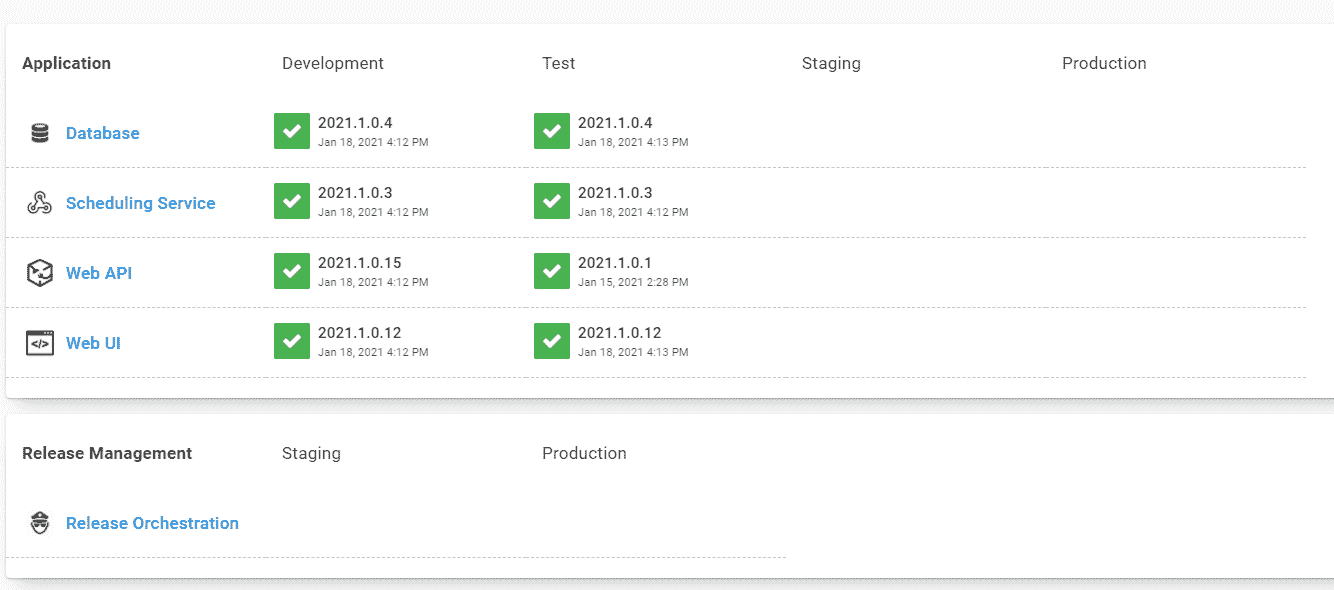 Application Development Test Staging Production
Database 2021.1.0.4 2021.1.0.4
Jan 18, 2021 4:12 PM Jan 18, 2021 4:13 PM
Scheduling Service 2021.1.0.3 2021.1.0.3
Jan 18, 2021 4:12 PM Jan 18, 2021 4:12 PM
Web API 2021.1.0.15 2021.1.0.1
Jan 18, 2021 4:12 PM Jan 15, 2021 2:28 PM
Web UI 2021.1.0.12 2021.1.0.12
Jan 18, 2021 4:12 PM Jan 18, 2021 4:13 PM
Release Management Staging Production
Release Orchestration